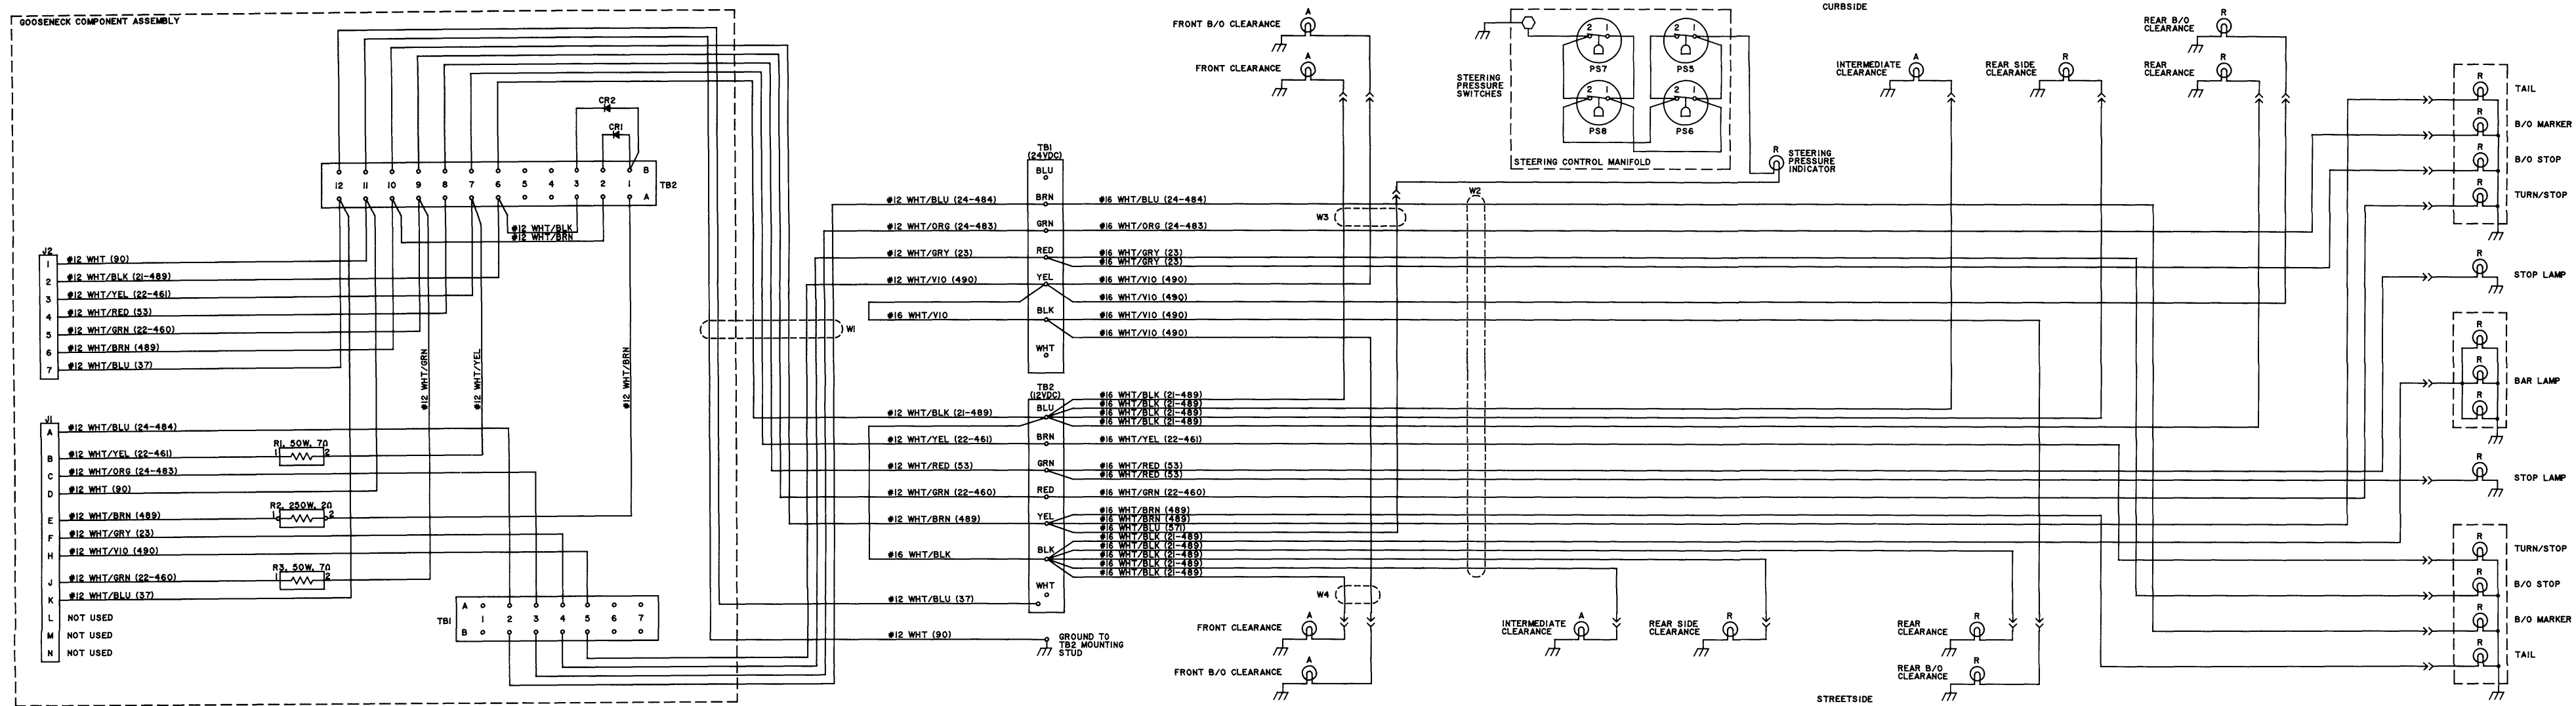 GOOSENECK COMPONENT ASSEMBLY
CR2
CR1
B
12 11 10 9 8 7 6 5 4 3 2 1
TB2
A
#12 WHT/BLK
#12 WHT/BRN
J2
1 #12 WHT (90)
2 #12 WHT/BLK (21-489)
3 #12 WHT/YEL (22-461)
4 #12 WHT/RED (53)
5 #12 WHT/GRN (22-460)
6 #12 WHT/BRN (489)
7 #12 WHT/BLU (37)
#12 WHT/GRN
#12 WHT/YEL
#12 WHT/BRN
J1
A #12 WHT/BLU (24-484)
R1, 50W, 7Ω
B #12 WHT/YEL (22-461) 1 2
C #12 WHT/ORG (24-483)
D #12 WHT (90)
R2, 250W, 2Ω
E #12 WHT/BRN (489) 1 2
F #12 WHT/GRY (23)
H #12 WHT/VIO (490)
R3, 50W, 7Ω
J #12 WHT/GRN (22-460) 1 2
K #12 WHT/BLU (37)
L NOT USED
M NOT USED
N NOT USED
TB1
A
1 2 3 4 5 6 7
B
W1
#12 WHT/BLU (24-484)
#12 WHT/ORG (24-483)
#12 WHT/GRY (23)
#12 WHT/VIO (490)
#16 WHT/VIO
#12 WHT/BLK (21-489)
#12 WHT/YEL (22-461)
#12 WHT/RED (53)
#12 WHT/GRN (22-460)
#12 WHT/BRN (489)
#16 WHT/BLK
#12 WHT/BLU (37)
#12 WHT (90)
GROUND TO
TB2 MOUNTING
STUD
TB1
(24VDC)
BLU
BRN
GRN
RED
YEL
BLK
WHT
TB2
(12VDC)
BLU
BRN
GRN
RED
YEL
BLK
WHT
#16 WHT/BLU (24-484)
#16 WHT/ORG (24-483)
#16 WHT/GRY (23)
#16 WHT/GRY (23)
#16 WHT/VIO (490)
#16 WHT/VIO (490)
#16 WHT/VIO (490)
#16 WHT/VIO (490)
#16 WHT/BLK (21-489)
#16 WHT/BLK (21-489)
#16 WHT/BLK (21-489)
#16 WHT/BLK (21-489)
#16 WHT/YEL (22-461)
#16 WHT/RED (53)
#16 WHT/RED (53)
#16 WHT/GRN (22-460)
#16 WHT/BRN (489)
#16 WHT/BRN (489)
#16 WHT/BLU (571)
#16 WHT/BLK (21-489)
#16 WHT/BLK (21-489)
#16 WHT/BLK (21-489)
#16 WHT/BLK (21-489)
#16 WHT/BLK (21-489)
W3
W2
W4
FRONT B/O CLEARANCE A
FRONT CLEARANCE A
STEERING
PRESSURE
SWITCHES
2 1
PS7
2 1
PS5
2 1
PS8
2 1
PS6
STEERING CONTROL MANIFOLD
R
STEERING
PRESSURE
INDICATOR
CURBSIDE
INTERMEDIATE
CLEARANCE
A
REAR SIDE
CLEARANCE
R
REAR B/O
CLEARANCE
R
REAR
CLEARANCE
R
R TAIL
R B/O MARKER
R B/O STOP
R TURN/STOP
R STOP LAMP
R
R BAR LAMP
R
R STOP LAMP
R TURN/STOP
R B/O STOP
R B/O MARKER
R TAIL
FRONT CLEARANCE A
FRONT B/O CLEARANCE A
INTERMEDIATE
CLEARANCE
A
REAR SIDE
CLEARANCE
R
REAR
CLEARANCE
R
REAR B/O
CLEARANCE
R
STREETSIDE